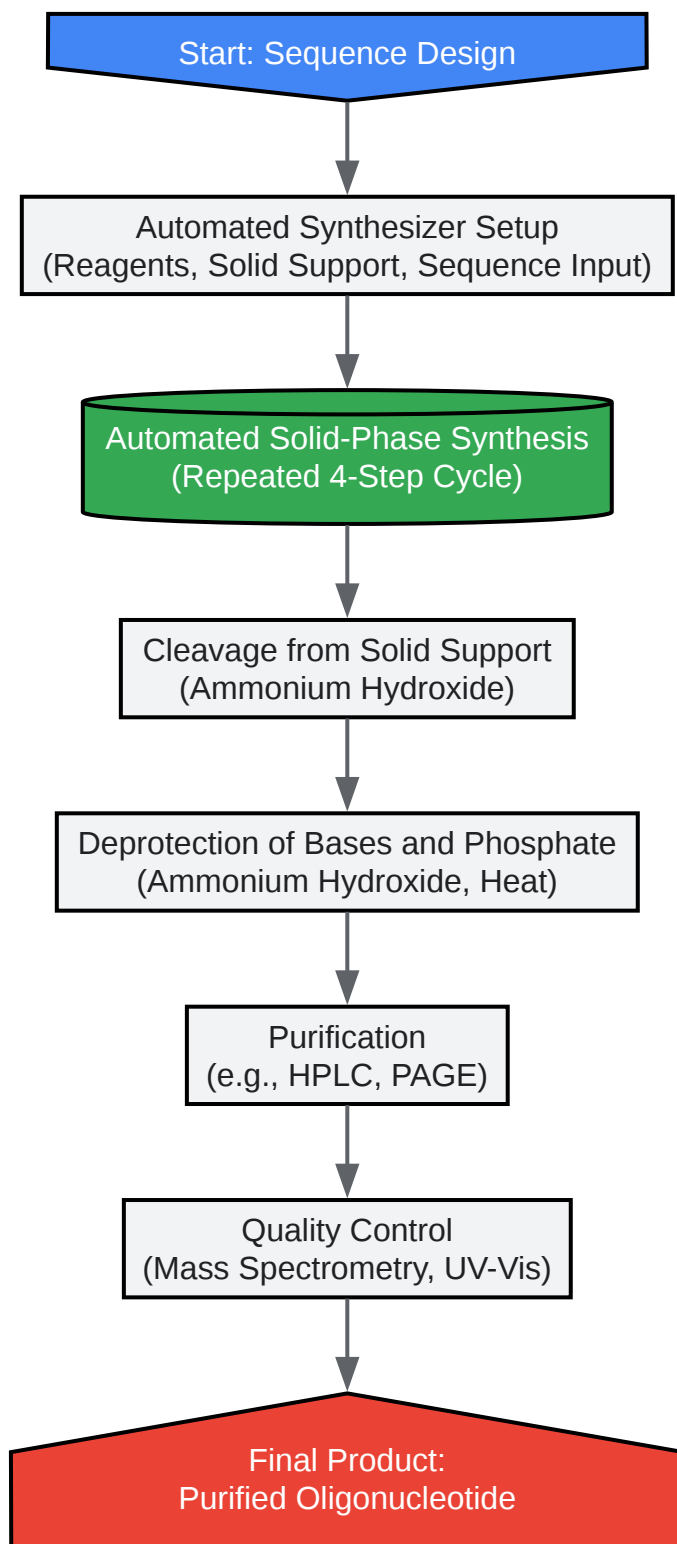 Start: Sequence Design
Automated Synthesizer Setup
(Reagents, Solid Support, Sequence Input)
Automated Solid-Phase Synthesis
(Repeated 4-Step Cycle)
Cleavage from Solid Support
(Ammonium Hydroxide)
Deprotection of Bases and Phosphate
(Ammonium Hydroxide, Heat)
Purification
(e.g., HPLC, PAGE)
Quality Control
(Mass Spectrometry, UV-Vis)
Final Product:
Purified Oligonucleotide